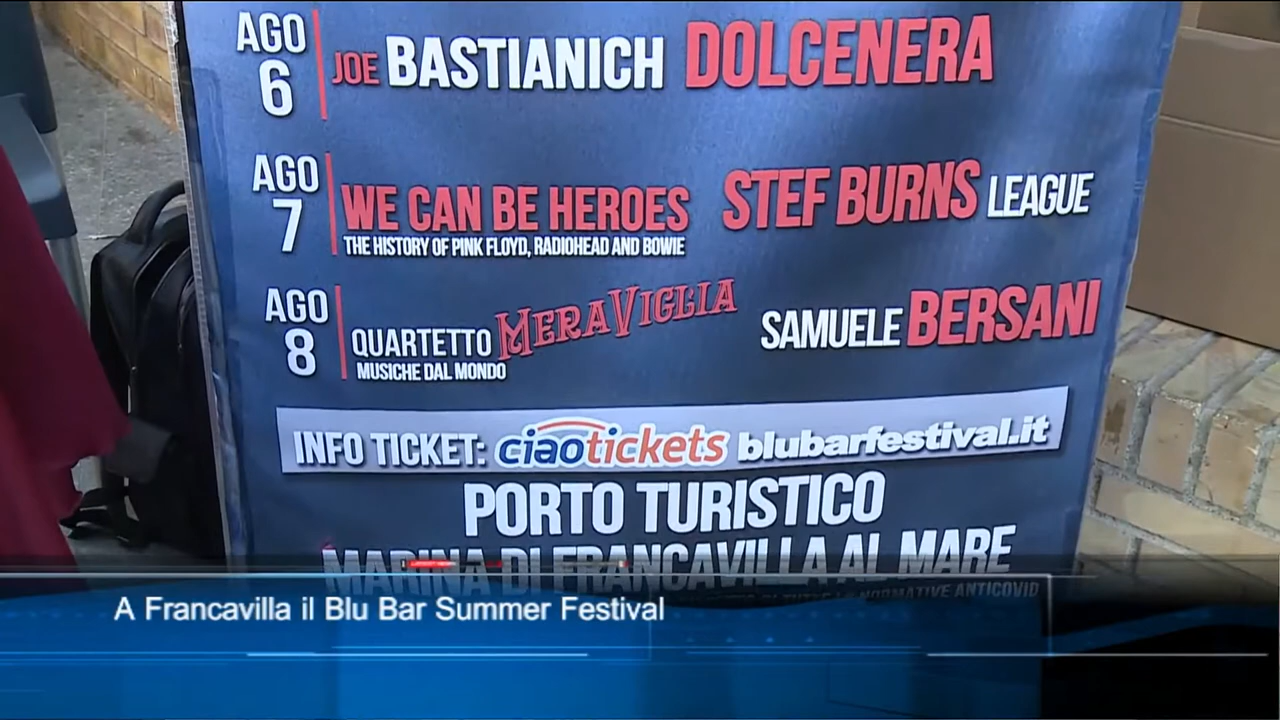 AGO 6 JOE BASTIANICH DOLCENERA
AGO 7 WE CAN BE HEROES STEF BURNS LEAGUE
THE HISTORY OF PINK FLOYD, RADIOHEAD AND BOWIE
AGO 8 QUARTETTO MERAVIGLIA SAMUELE BERSANI
MUSICHE DAL MONDO
INFO TICKET: ciaotickets blubarfestival.it
PORTO TURISTICO
MARINA DI FRANCAVILLA AL MARE
NORMATIVE ANTICOVID
A Francavilla il Blu Bar Summer Festival